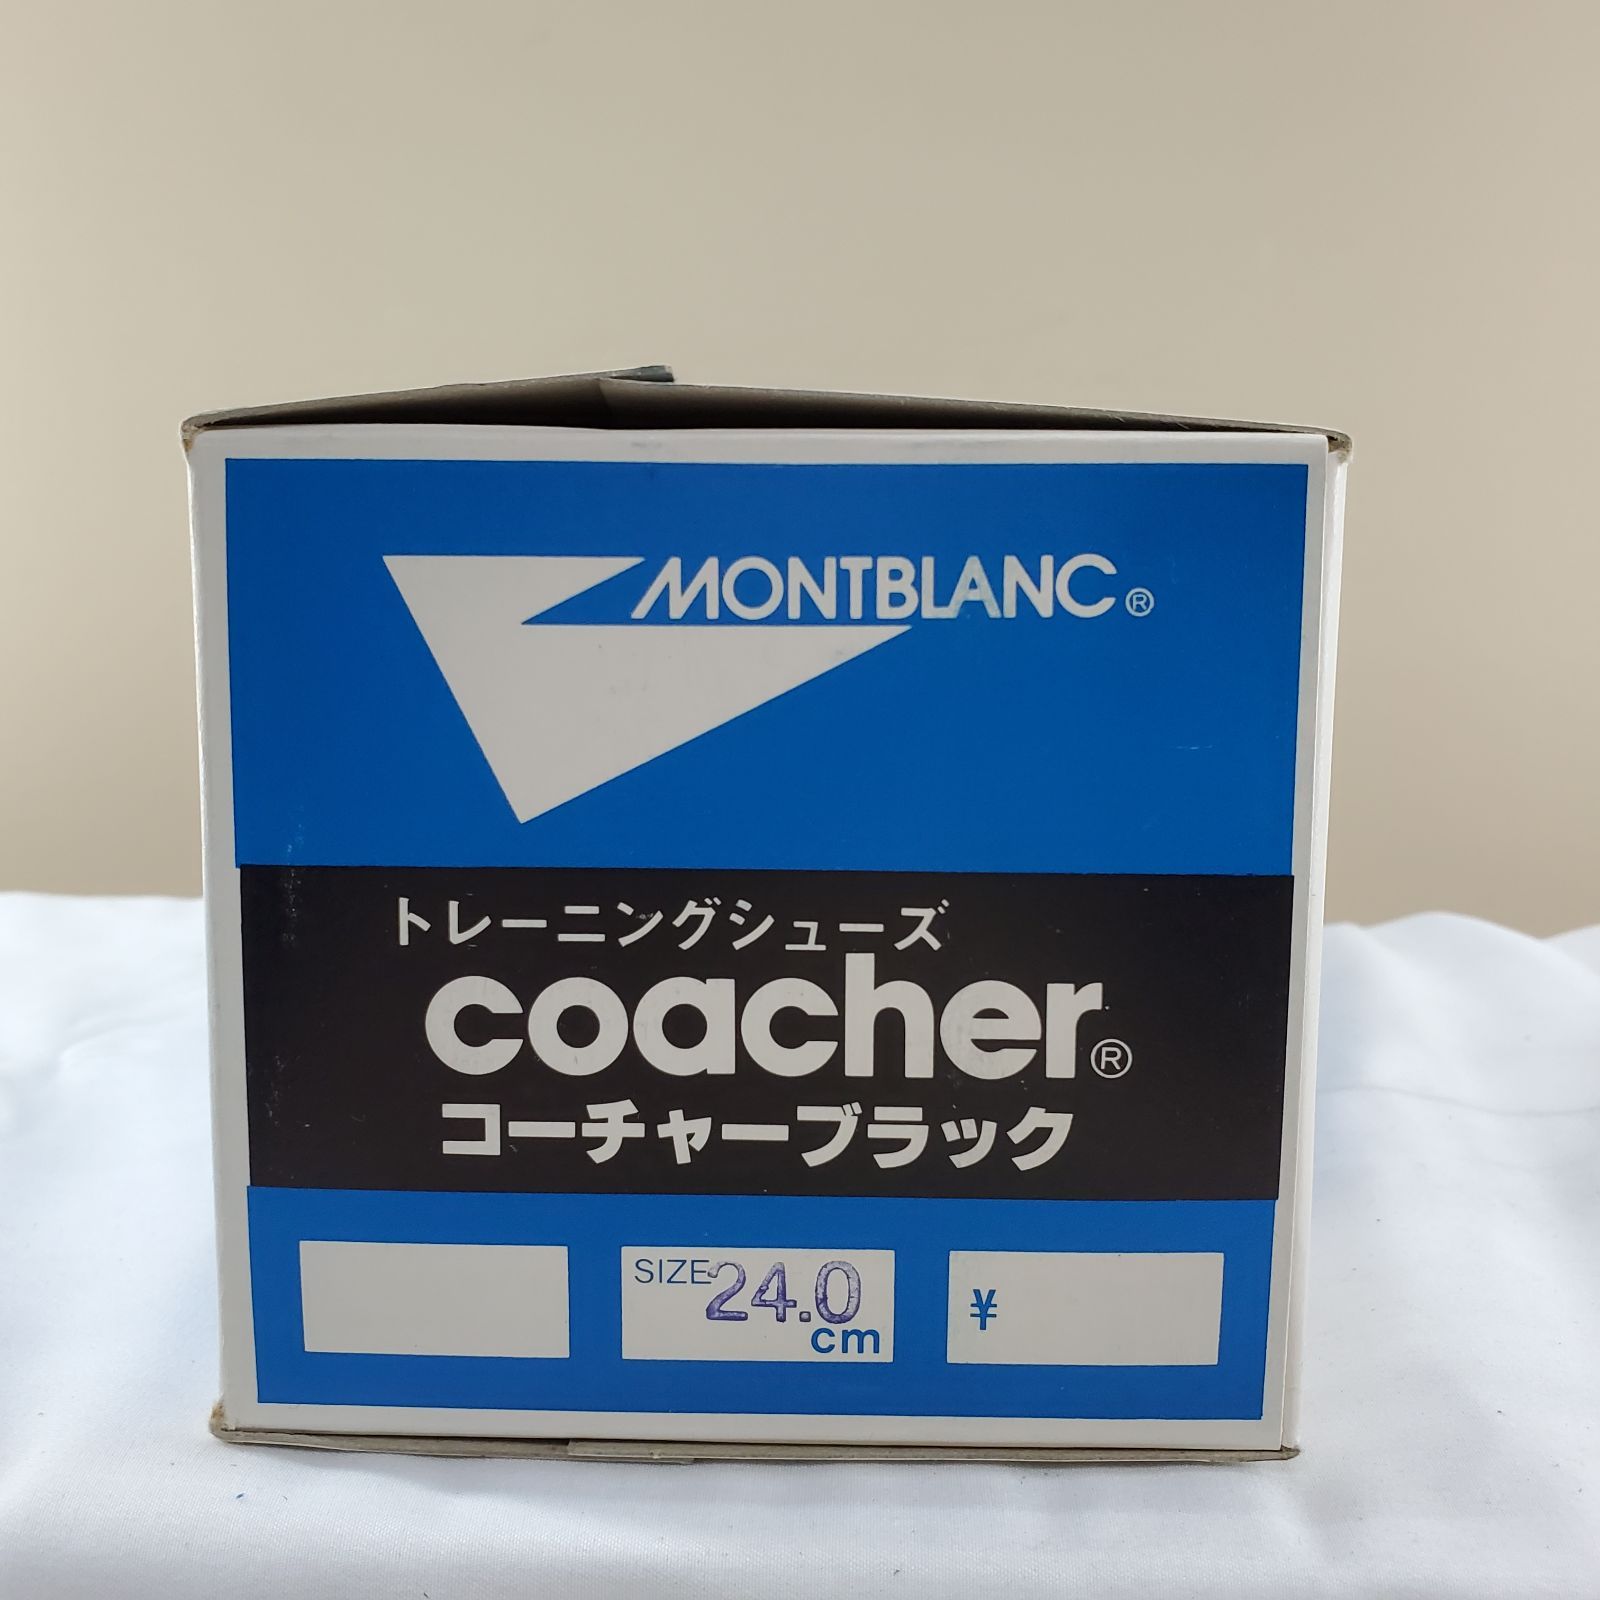 MONTBLANC®
トレーニングシューズ
coacher®
コーチャーブラック
SIZE 24.0 cm
¥